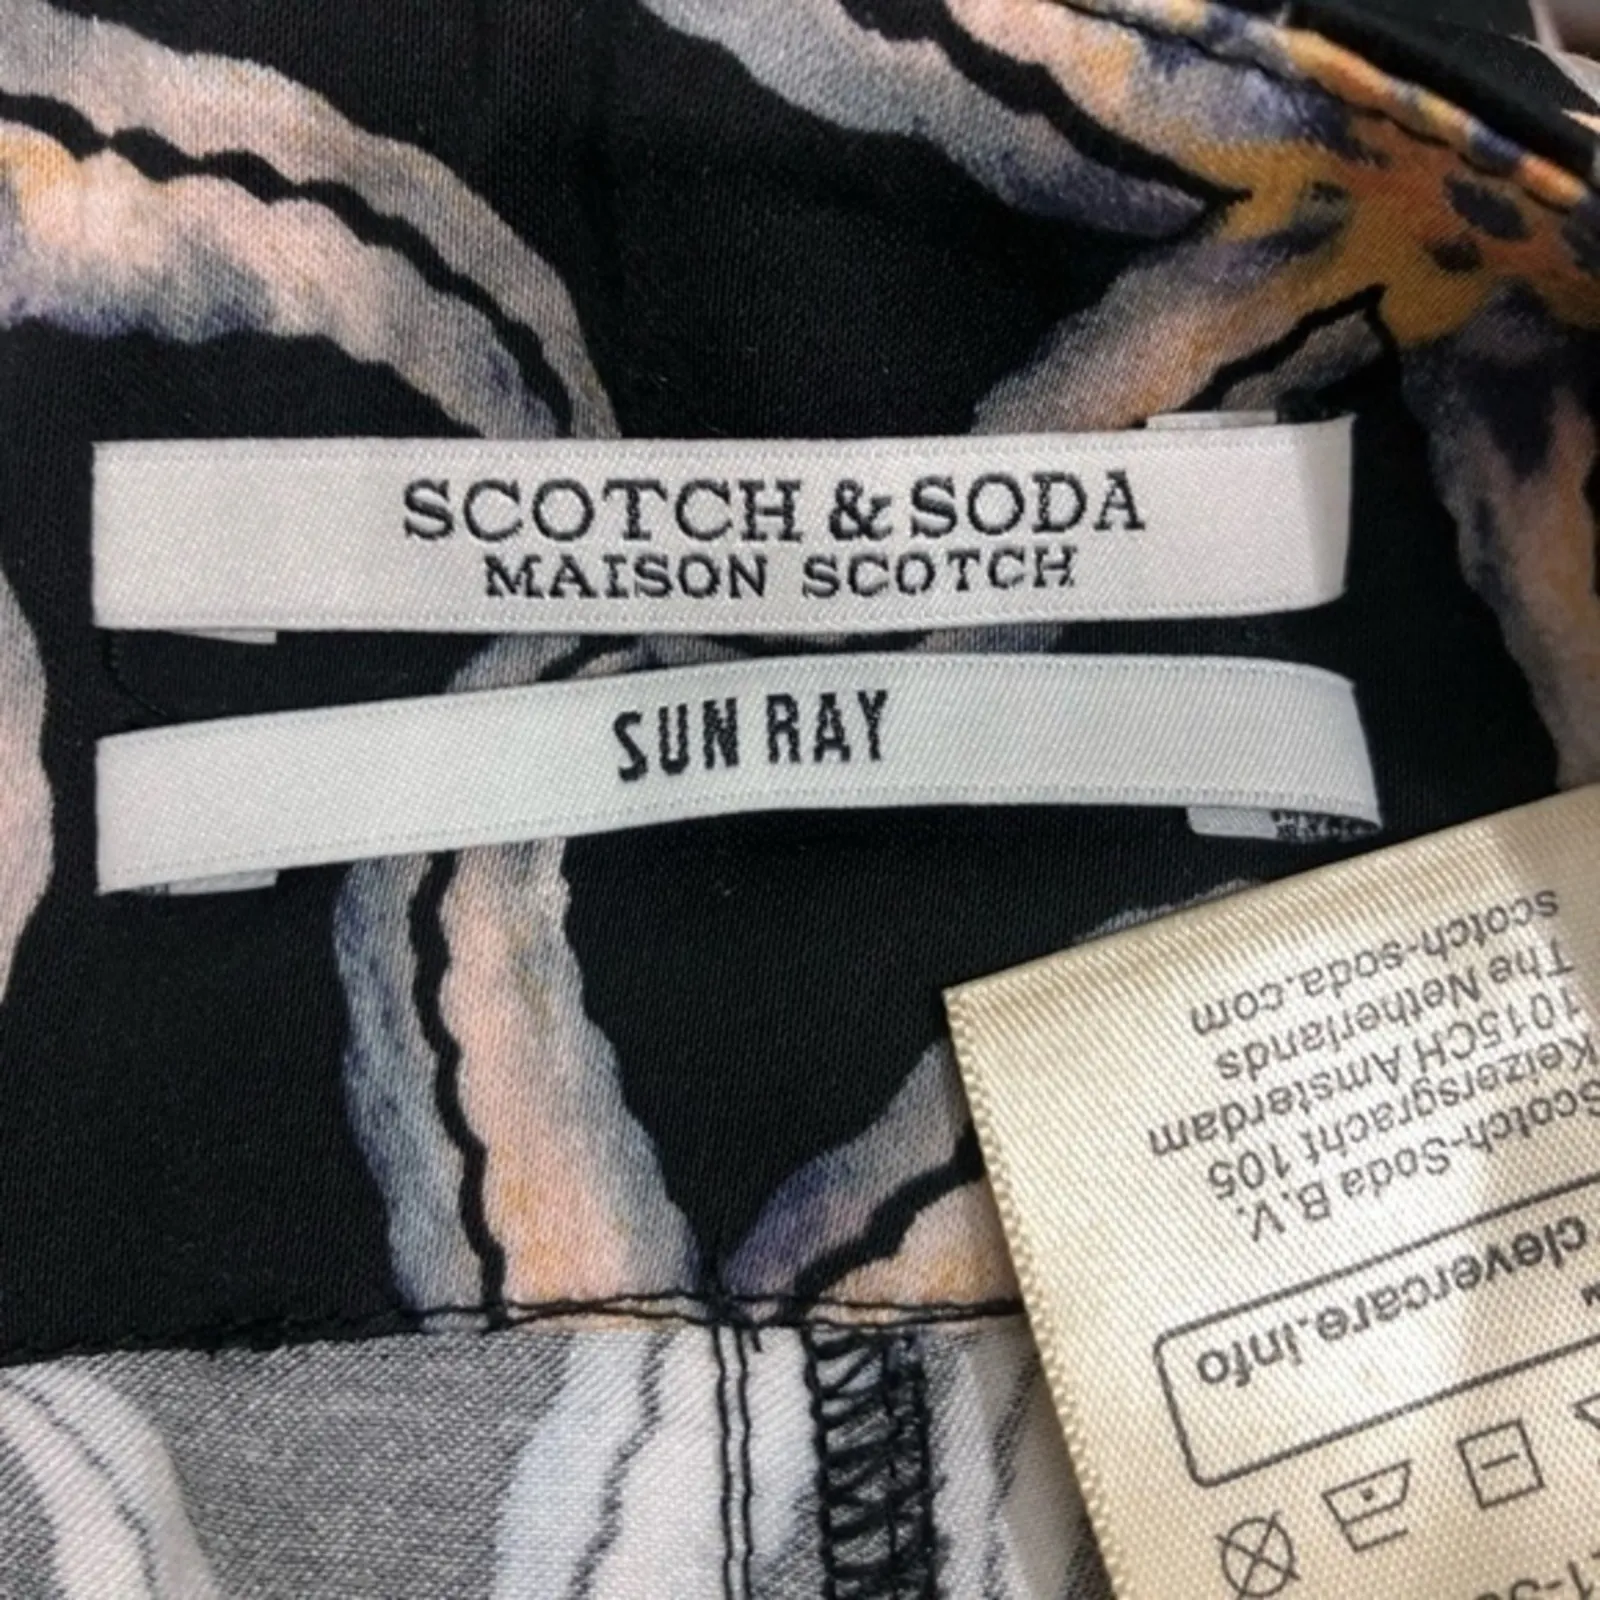 SCOTCH & SODA
MAISON SCOTCH
SUN RAY
clevercare.info
Scotch-Soda B.V.
Keizersgracht 105
1015CH Amsterdam
The Netherlands
scotch-soda.com